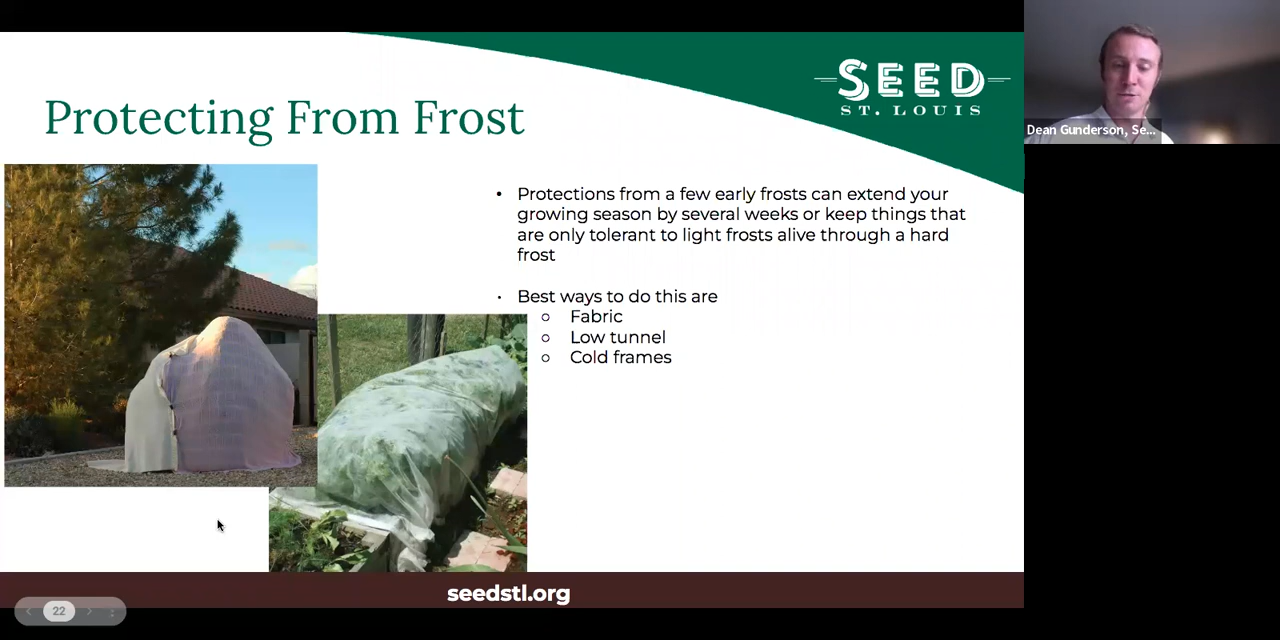 SEED
ST. LOUIS
Dean Gunderson, Se...
Protecting From Frost
• Protections from a few early frosts can extend your
growing season by several weeks or keep things that
are only tolerant to light frosts alive through a hard
frost
• Best ways to do this are
○ Fabric
○ Low tunnel
○ Cold frames
seedstl.org
22